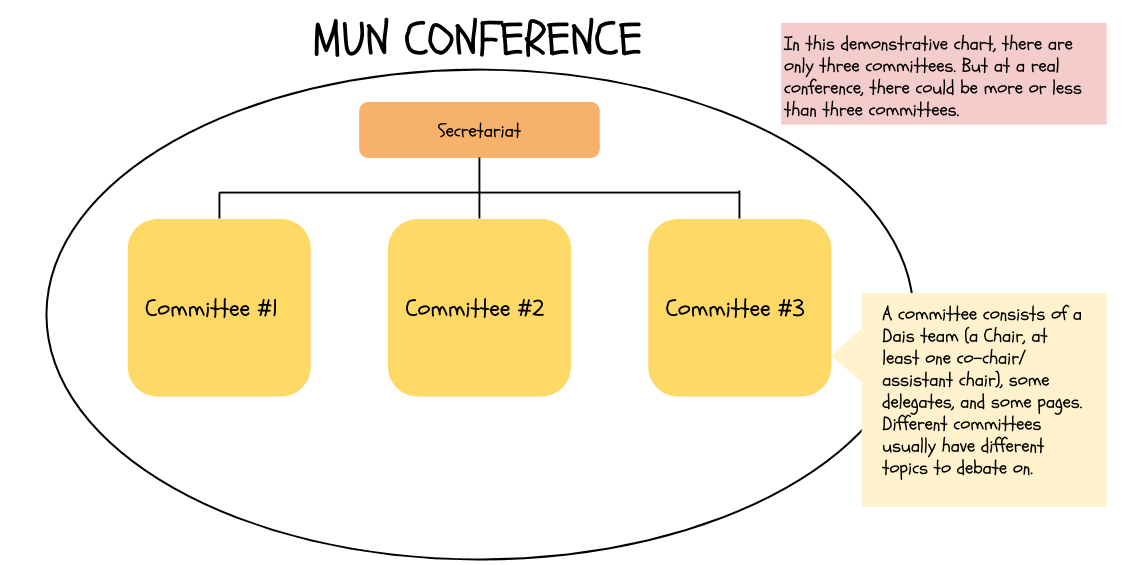 MUN CONFERENCE
In this demonstrative chart, there are
only three committees. But at a real
conference, there could be more or less
than three committees.
Secretariat
Committee #1
Committee #2
Committee #3
A committee consists of a
Dais team (a Chair, at
least one co-chair/
assistant chair), some
delegates, and some pages.
Different committees
usually have different
topics to debate on.